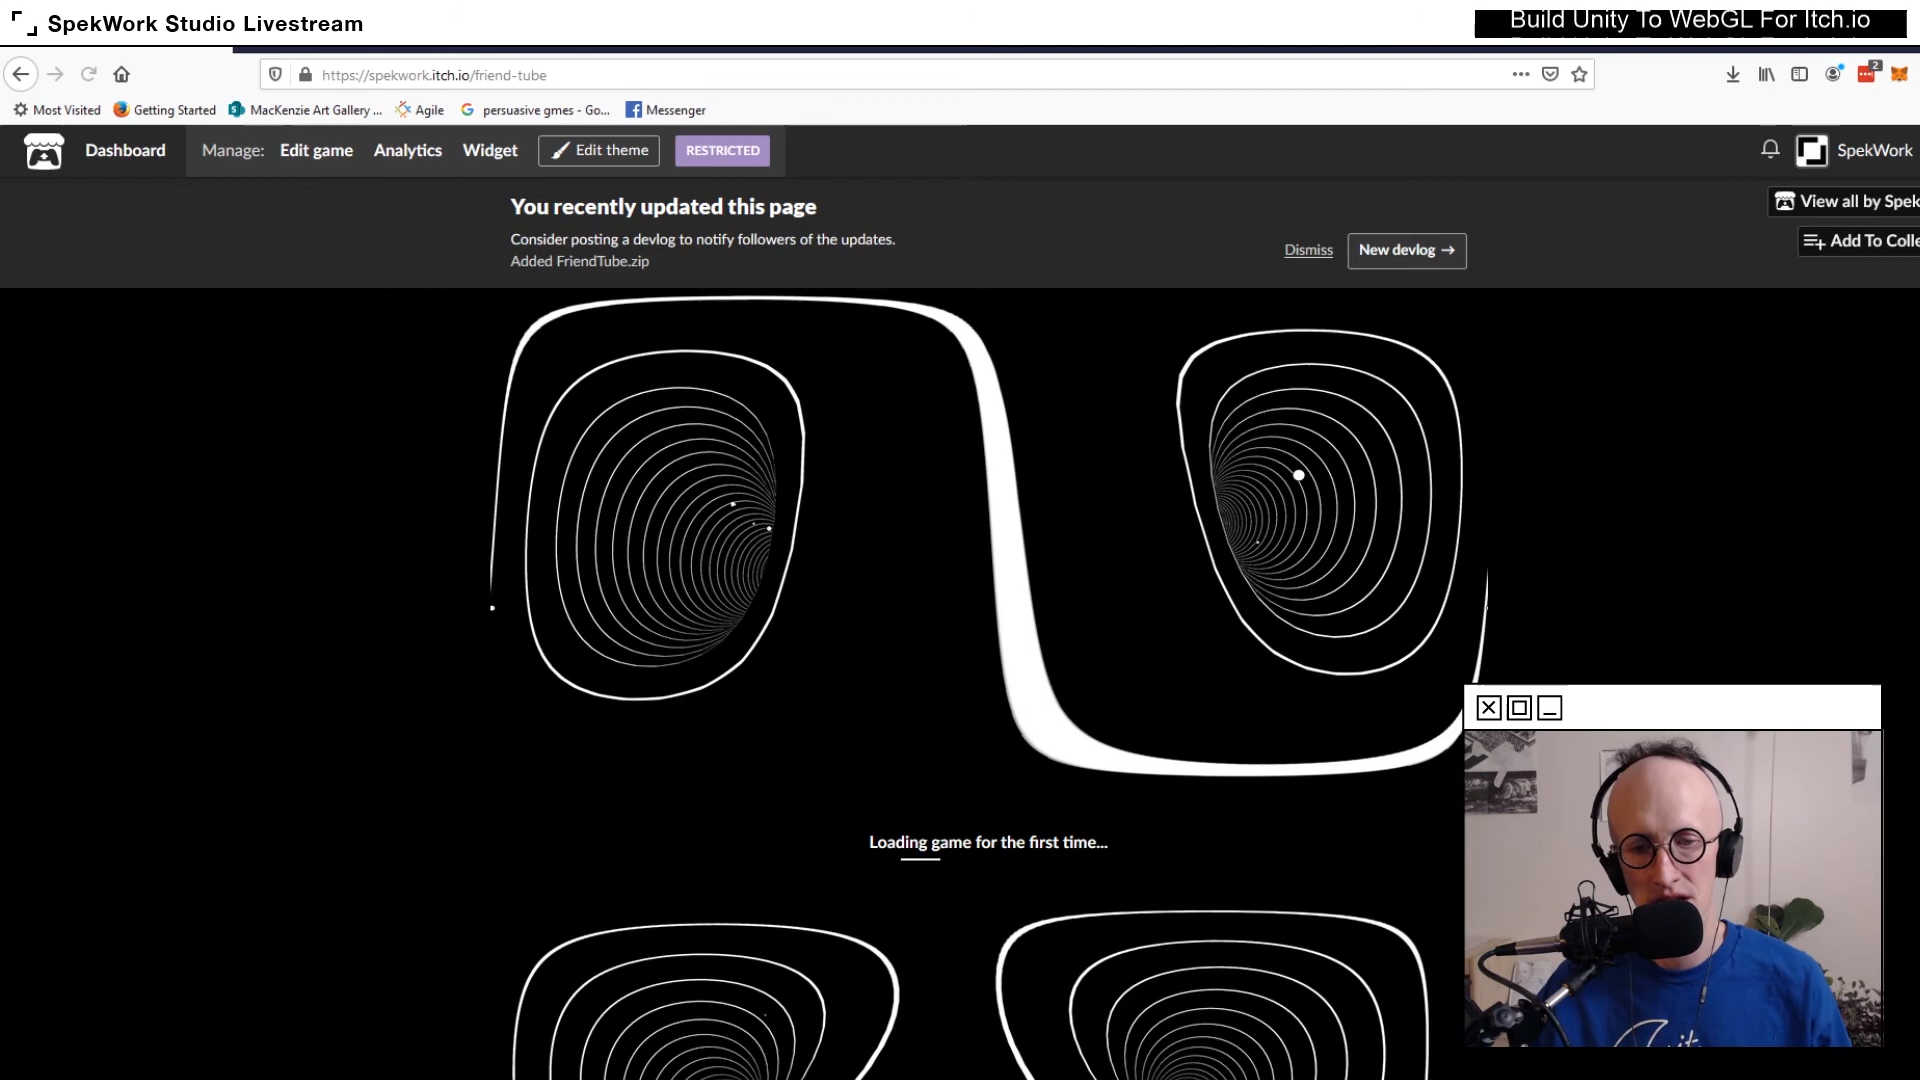 SpekWork Studio Livestream
Build Unity To WebGL For Itch.io
https://spekwork.itch.io/friend-tube
2
Most Visited
Getting Started
MacKenzie Art Gallery ...
Agile
persuasive gmes - Go...
Messenger
Dashboard
Manage:
Edit game
Analytics
Widget
Edit theme
RESTRICTED
SpekWork
You recently updated this page
View all by Spek
Consider posting a devlog to notify followers of the updates.
Add To Colle
Dismiss
New devlog →
Added FriendTube.zip
Loading game for the first time...